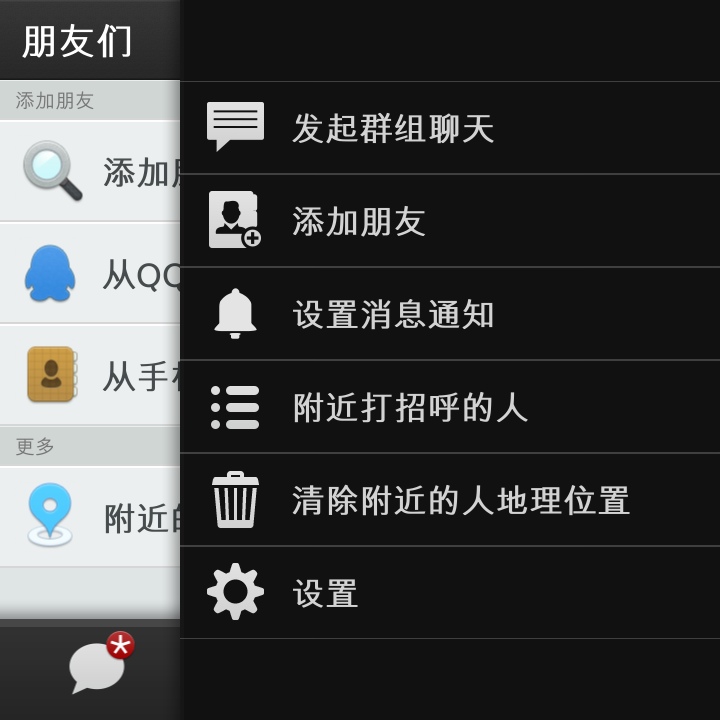 朋友们
添加朋友
添加
从QQ
从手
更多
附近
发起群组聊天
添加朋友
设置消息通知
附近打招呼的人
清除附近的人地理位置
设置